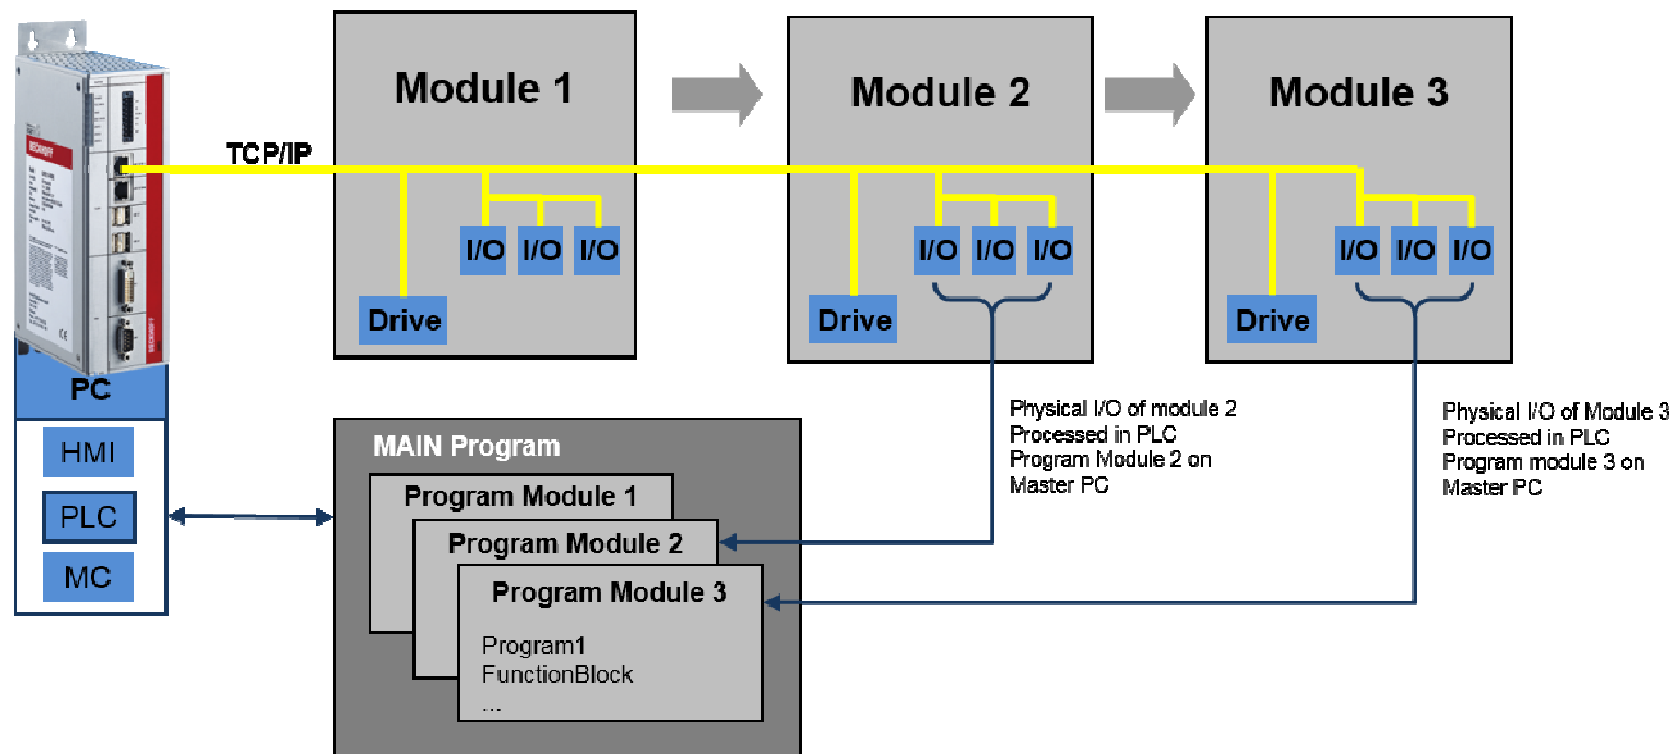 Module 1
Module 2
Module 3
TCP/IP
BECKHOFF
I/O I/O I/O
I/O I/O I/O
I/O I/O I/O
Drive
Drive
Drive
BECKHOFF
PC
HMI
PLC
MC
MAIN Program
Program Module 1
Program Module 2
Program Module 3
Program1
FunctionBlock
...
Physical I/O of module 2
Processed in PLC
Program Module 2 on
Master PC
Physical I/O of Module 3
Processed in PLC
Program module 3 on
Master PC